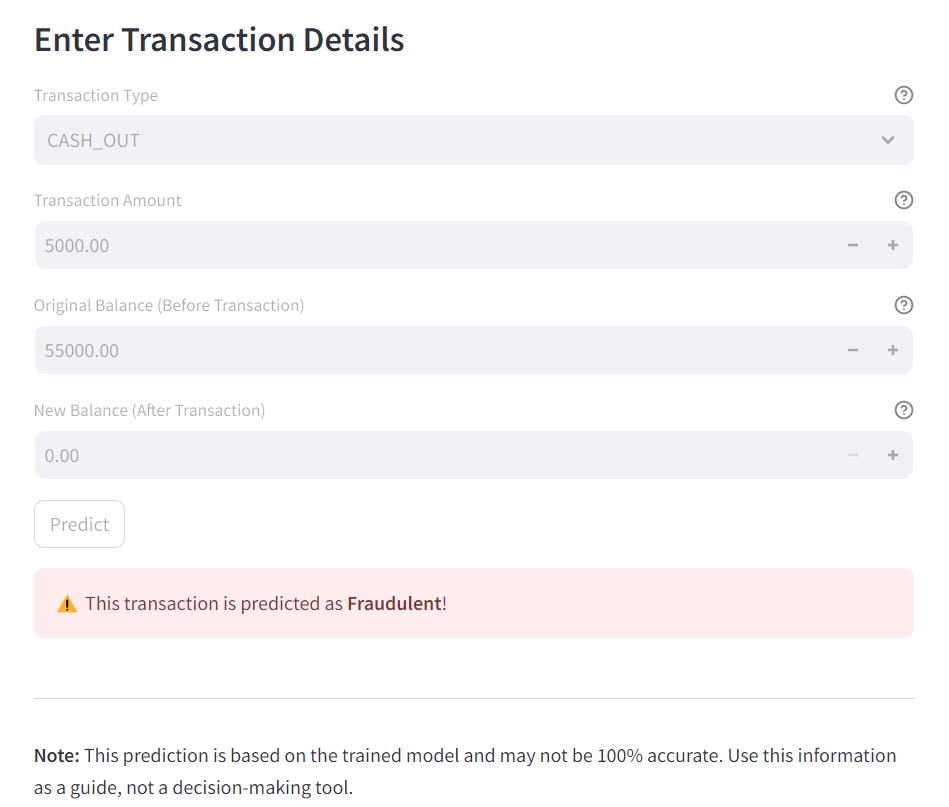 Enter Transaction Details
Transaction Type
CASH_OUT
Transaction Amount
5000.00
Original Balance (Before Transaction)
55000.00
New Balance (After Transaction)
0.00
Predict
This transaction is predicted as Fraudulent!
Note: This prediction is based on the trained model and may not be 100% accurate. Use this information
as a guide, not a decision-making tool.